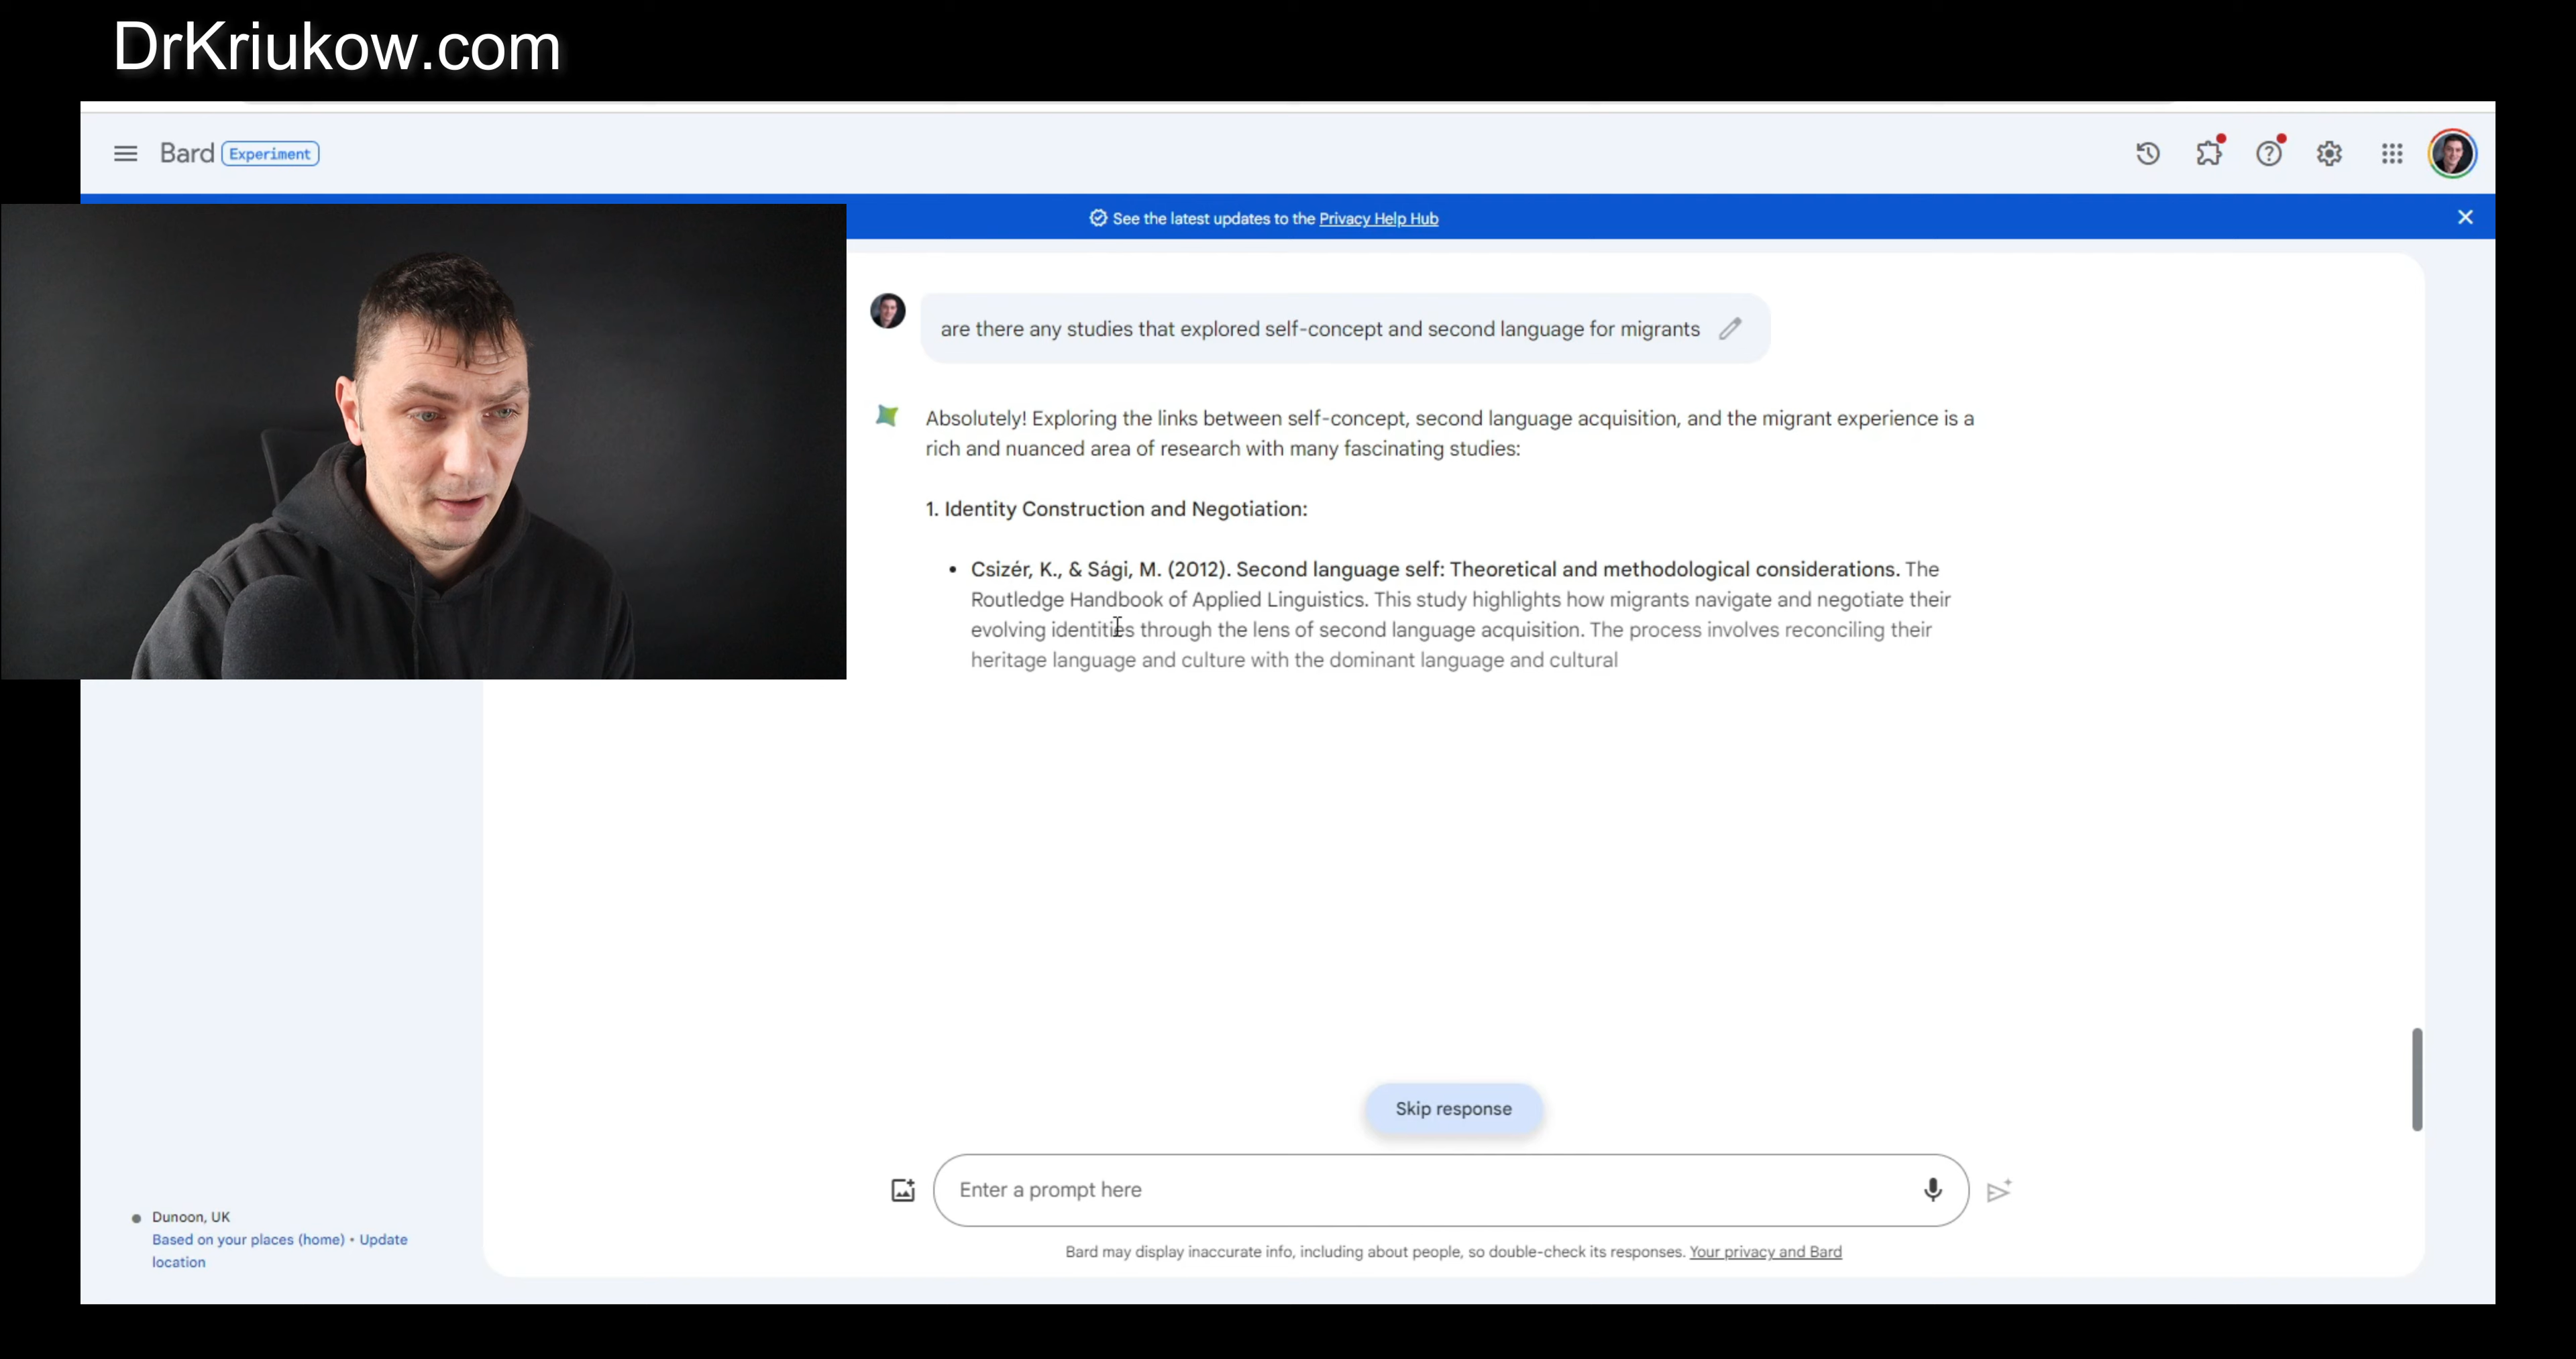 DrKriukow.com
Bard Experiment
See the latest updates to the Privacy Help Hub
are there any studies that explored self-concept and second language for migrants
Absolutely! Exploring the links between self-concept, second language acquisition, and the migrant experience is a
rich and nuanced area of research with many fascinating studies:
1. Identity Construction and Negotiation:
• Csizér, K., & Sági, M. (2012). Second language self: Theoretical and methodological considerations. The
Routledge Handbook of Applied Linguistics. This study highlights how migrants navigate and negotiate their
evolving identities through the lens of second language acquisition. The process involves reconciling their
heritage language and culture with the dominant language and cultural
Skip response
Enter a prompt here
Bard may display inaccurate info, including about people, so double-check its responses. Your privacy and Bard
Dunoon, UK
Based on your places (home) • Update
location